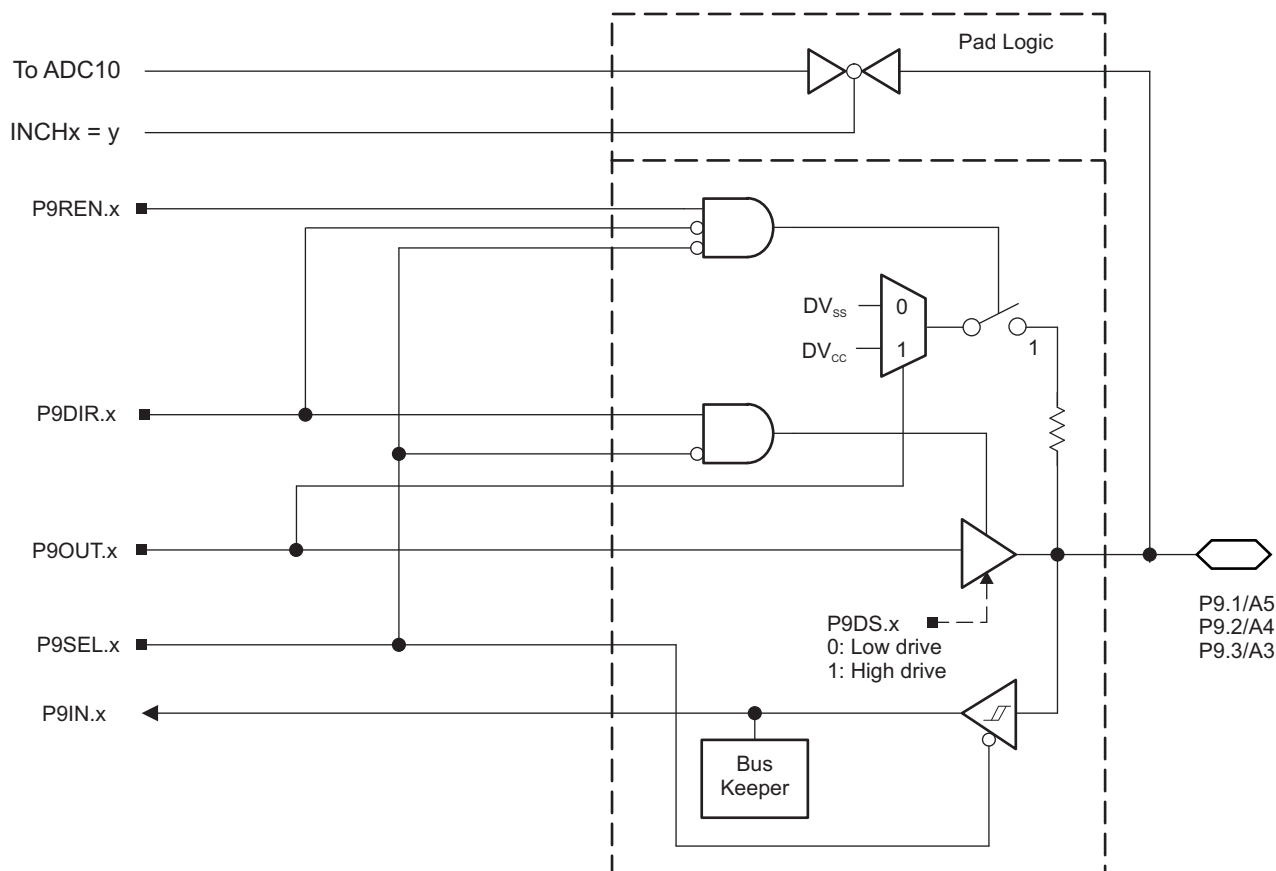 Pad Logic
To ADC10
INCHx = y
P9REN.x
DVSS
0
DVCC
1
1
P9DIR.x
P9OUT.x
P9DS.x
0: Low drive
1: High drive
P9.1/A5
P9.2/A4
P9.3/A3
P9SEL.x
P9IN.x
Bus
Keeper